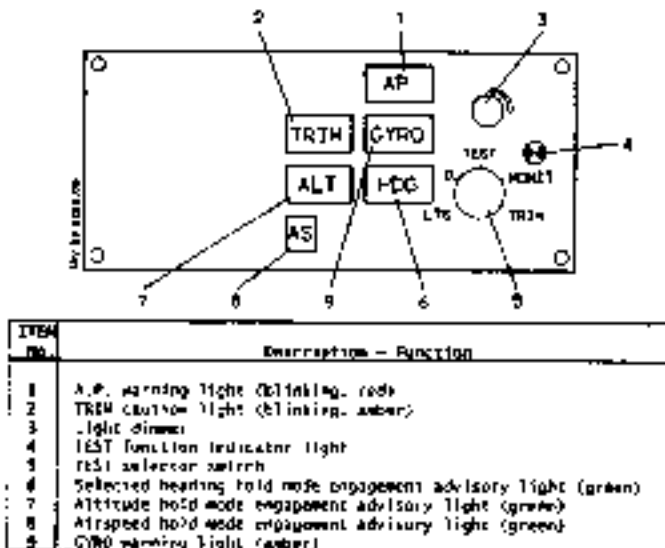 2 1 3
AP
TRIM GYRO
TEST 4
0 MONIT
ALT HDG
LTS TRIM
AS
7 8 9 6 5
ITEM
no. Description - Function
1 A.P. warning light (blinking, red)
2 TRIM caution light (blinking, amber)
3 Light dimmer
4 TEST function indicator light
5 TEST selector switch
6 Selected heading hold mode engagement advisory light (green)
7 Altitude hold mode engagement advisory light (green)
8 Airspeed hold mode engagement advisory light (green)
9 GYRO warning light (amber)